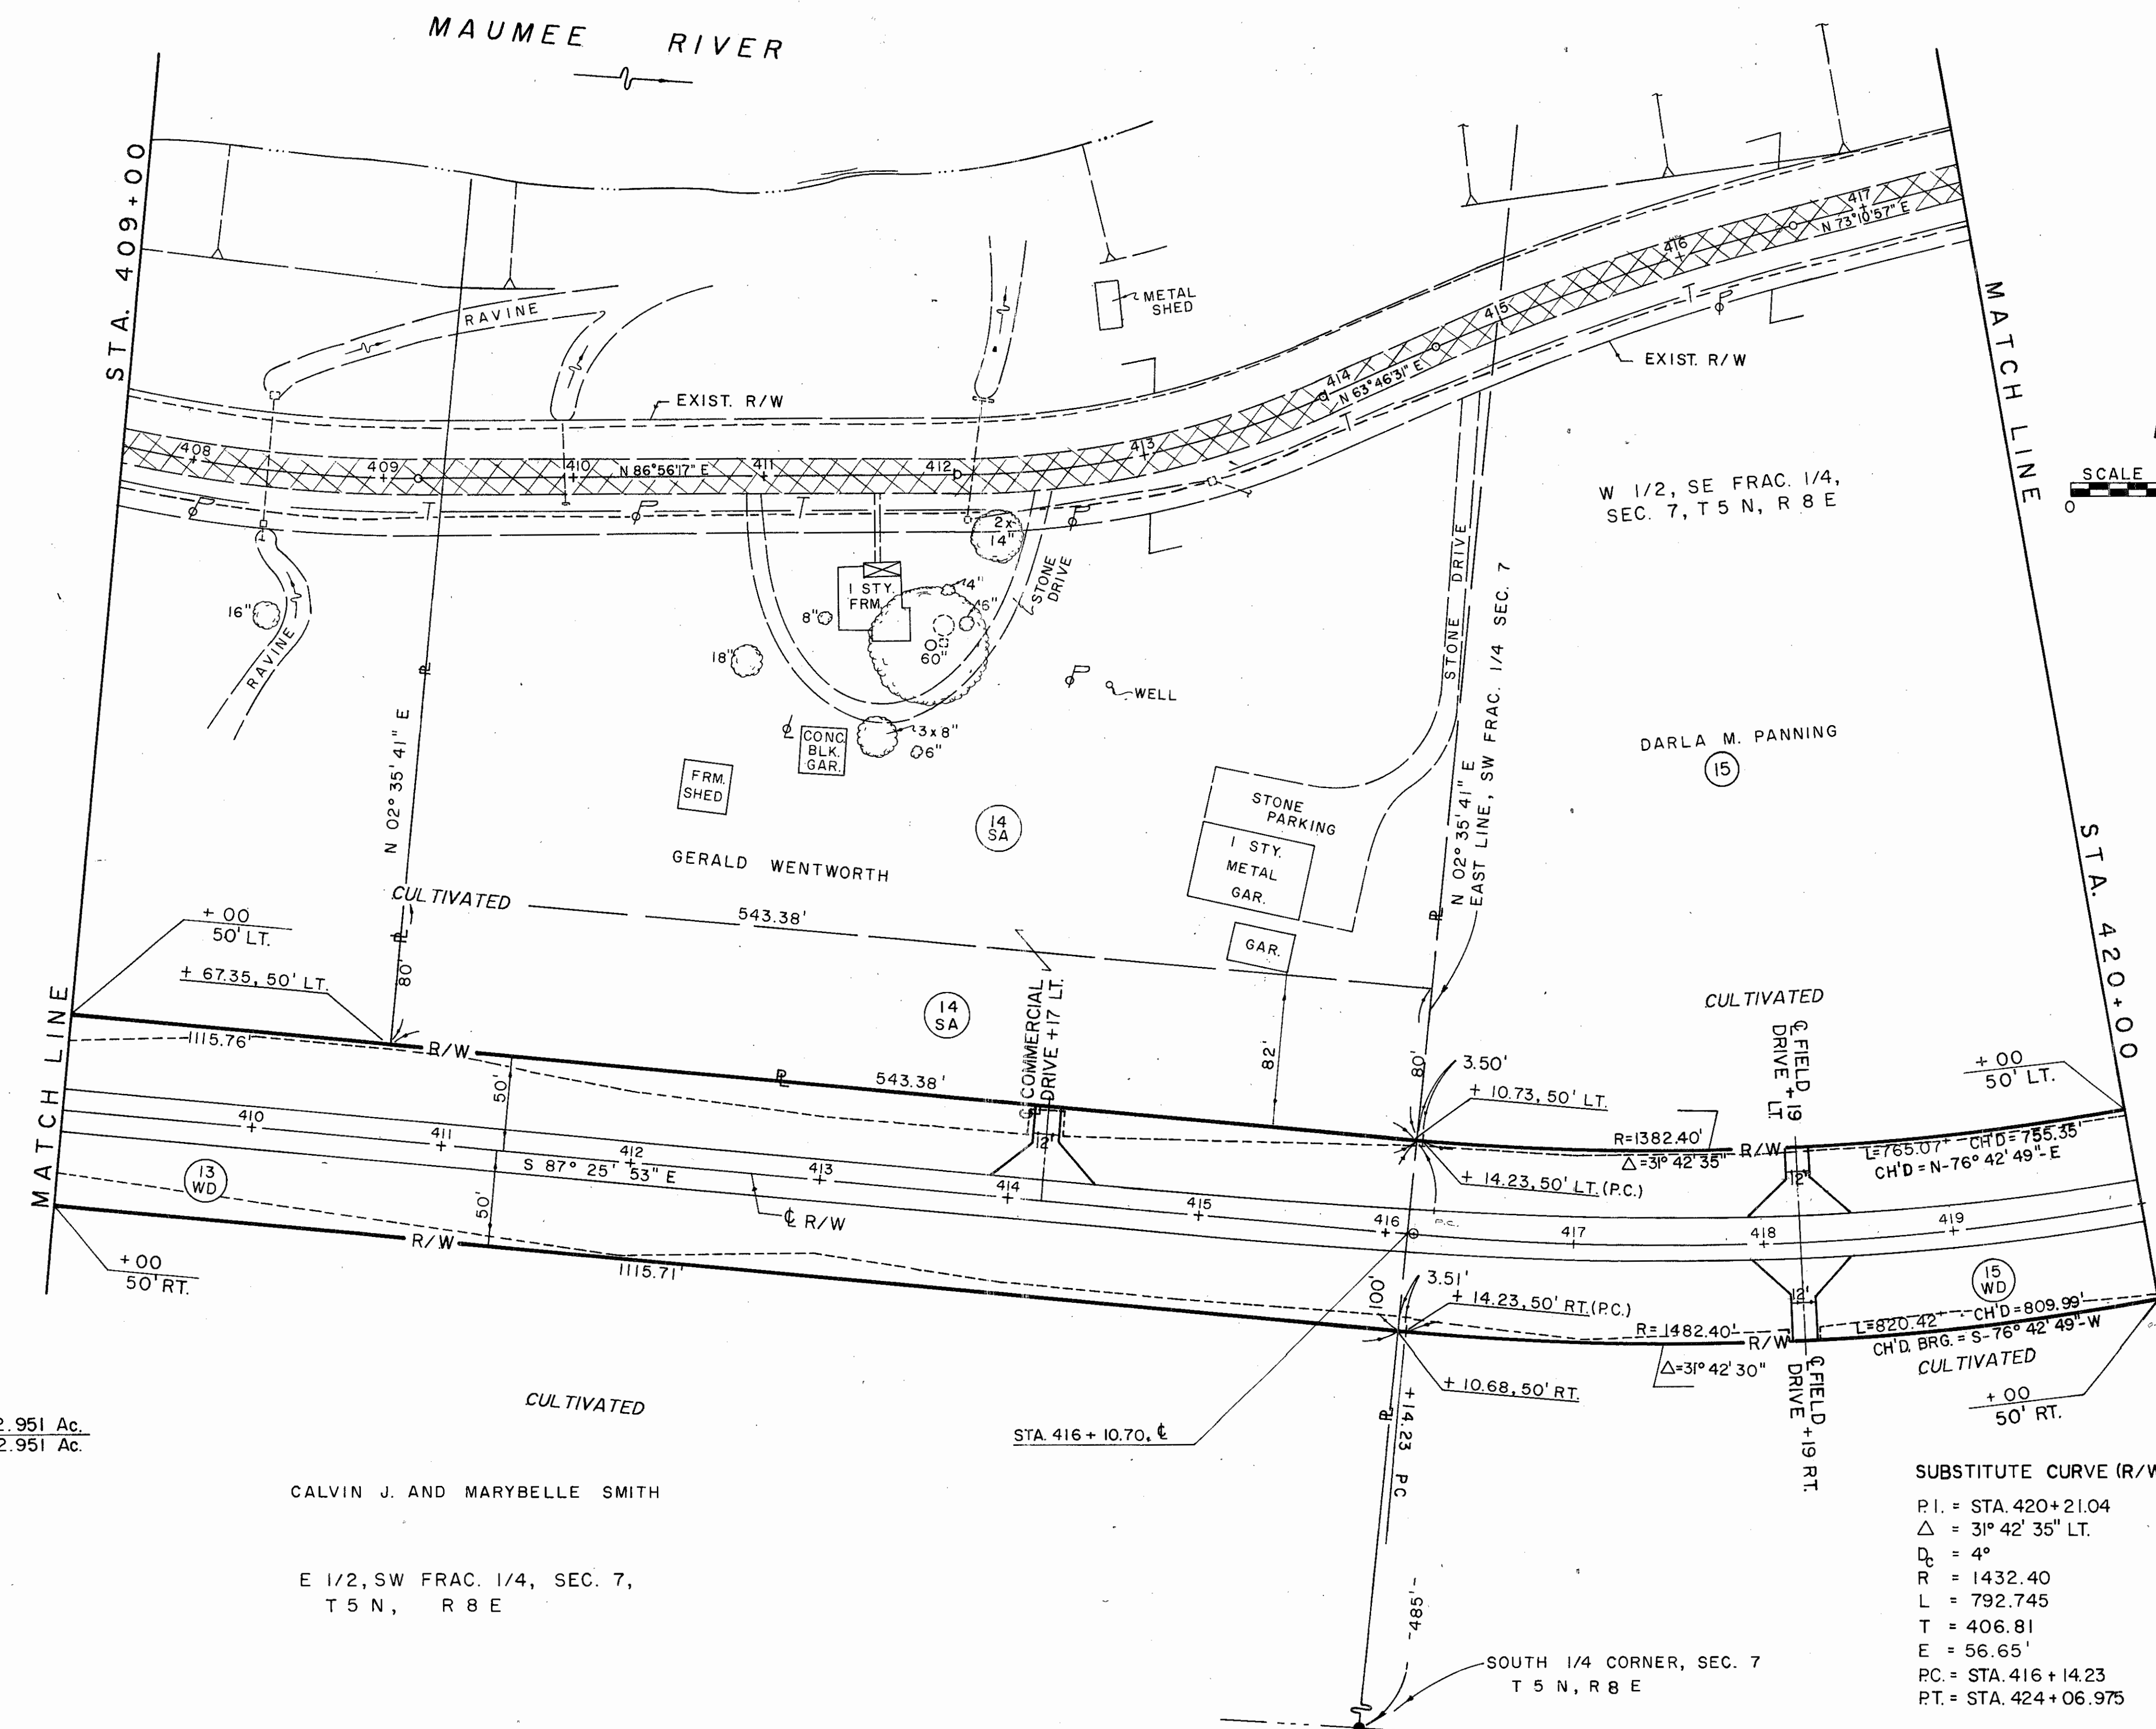 MAUMEE RIVER
STA. 409+00
MATCH LINE
RAVINE
METAL
SHED
EXIST. R/W
408
409
N 86°56'17" E
410
411
412
413
414
N 63°46'31" E
415
416
417
N 73°10'57" E
EXIST. R/W
MATCH LINE
STA. 420+00
SCALE
0
W 1/2, SE FRAC. 1/4,
SEC. 7, T 5 N, R 8 E
T
T
T
T
2x
14"
1 STY.
FRM.
4"
6"
8"
60"
STONE
DRIVE
16"
RAVINE
18"
WELL
3x8"
6"
CONC.
BLK.
GAR.
FRM.
SHED
STONE DRIVE
N 02° 35' 41" E
EAST LINE, SW FRAC. 1/4 SEC. 7
N 02° 35' 41" E
DARLA M. PANNING
15
STONE
PARKING
1 STY.
METAL
GAR.
GAR.
14
SA
GERALD WENTWORTH
CULTIVATED
543.38'
+ 00
50' LT.
+ 67.35, 50' LT.
80'
14
SA
COMMERCIAL
DRIVE +17 LT.
82'
80'
3.50'
+ 10.73, 50' LT.
CULTIVATED
℄ FIELD
DRIVE +19 LT.
+ 00
50' LT.
1115.76'
R/W
50'
℄
543.38'
12'
R=1382.40'
Δ=31° 42' 35"
R/W
L=765.07' CH'D=755.35'
CH'D = N-76° 42' 49"-E
+ 14.23, 50' LT. (P.C.)
410
411
412
413
414
415
416
P.C.
417
418
419
S 87° 25' 53" E
12'
13
WD
50'
℄ R/W
R/W
+00
50' RT.
1115.71'
100'
3.51'
+ 14.23, 50' RT. (P.C.)
R=1482.40'
Δ=31° 42' 30"
R/W
12'
15
WD
L=820.42' CH'D=809.99'
CH'D. BRG. = S-76° 42' 49"-W
CULTIVATED
+ 10.68, 50' RT.
℄ FIELD
DRIVE +19 RT.
+ 00
50' RT.
CULTIVATED
2.951 Ac.
2.951 Ac.
STA. 416 + 10.70, ℄
+14.23 PC
CALVIN J. AND MARYBELLE SMITH
E 1/2, SW FRAC. 1/4, SEC. 7,
T 5 N, R 8 E
485'
SOUTH 1/4 CORNER, SEC. 7
T 5 N, R 8 E
SUBSTITUTE CURVE (R/W
P.I. = STA. 420+21.04
Δ = 31° 42' 35" LT.
Dc = 4°
R = 1432.40
L = 792.745
T = 406.81
E = 56.65'
P.C. = STA. 416 + 14.23
P.T. = STA. 424 + 06.975